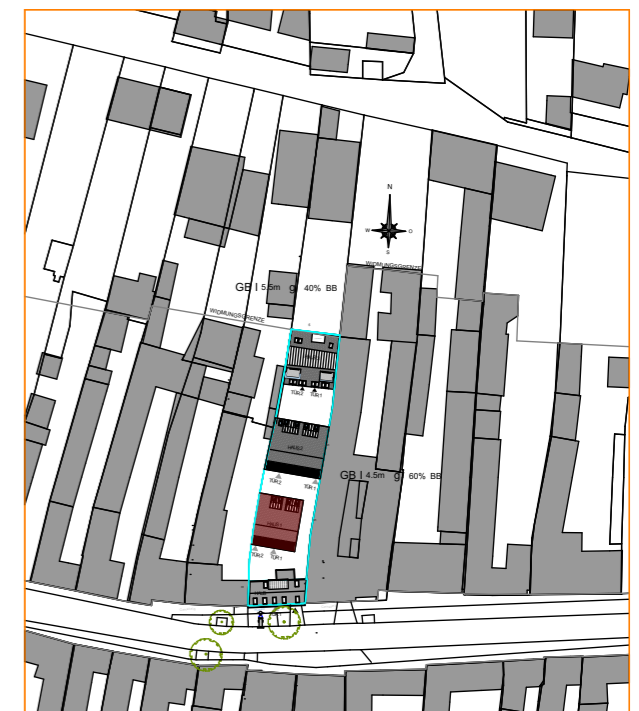 N
W O
S
WIDMUNGSGRENZE
GB I 5.5m g 40% BB
WIDMUNGSGRENZE
TÜR2 TÜR1
HAUS2
TÜR2 TÜR1
GB I 4.5m g 60% BB
HAUS1
TÜR2 TÜR1